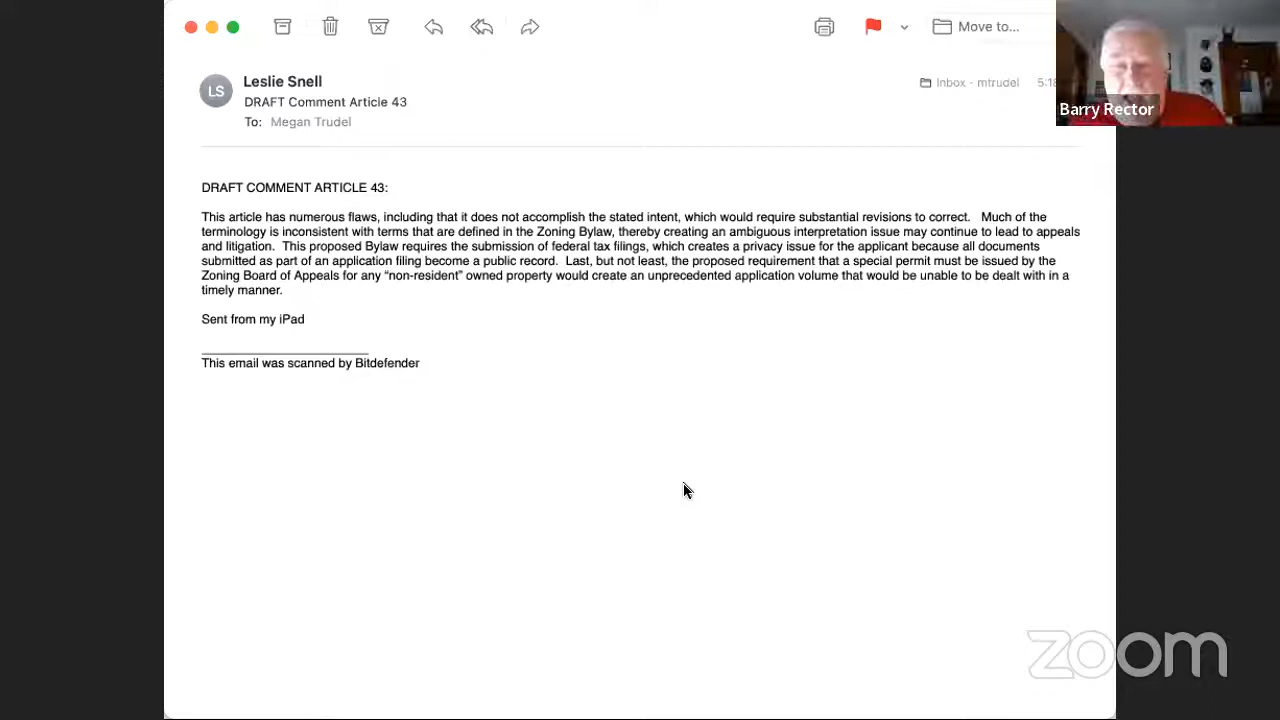 Move to...
LS
Leslie Snell
Inbox - mtrudel
5:18
DRAFT Comment Article 43
Barry Rector
To: Megan Trudel
DRAFT COMMENT ARTICLE 43:
This article has numerous flaws, including that it does not accomplish the stated intent, which would require substantial revisions to correct. Much of the
terminology is inconsistent with terms that are defined in the Zoning Bylaw, thereby creating an ambiguous interpretation issue may continue to lead to appeals
and litigation. This proposed Bylaw requires the submission of federal tax filings, which creates a privacy issue for the applicant because all documents
submitted as part of an application filing become a public record. Last, but not least, the proposed requirement that a special permit must be issued by the
Zoning Board of Appeals for any “non-resident” owned property would create an unprecedented application volume that would be unable to be dealt with in a
timely manner.
Sent from my iPad
This email was scanned by Bitdefender
zoom